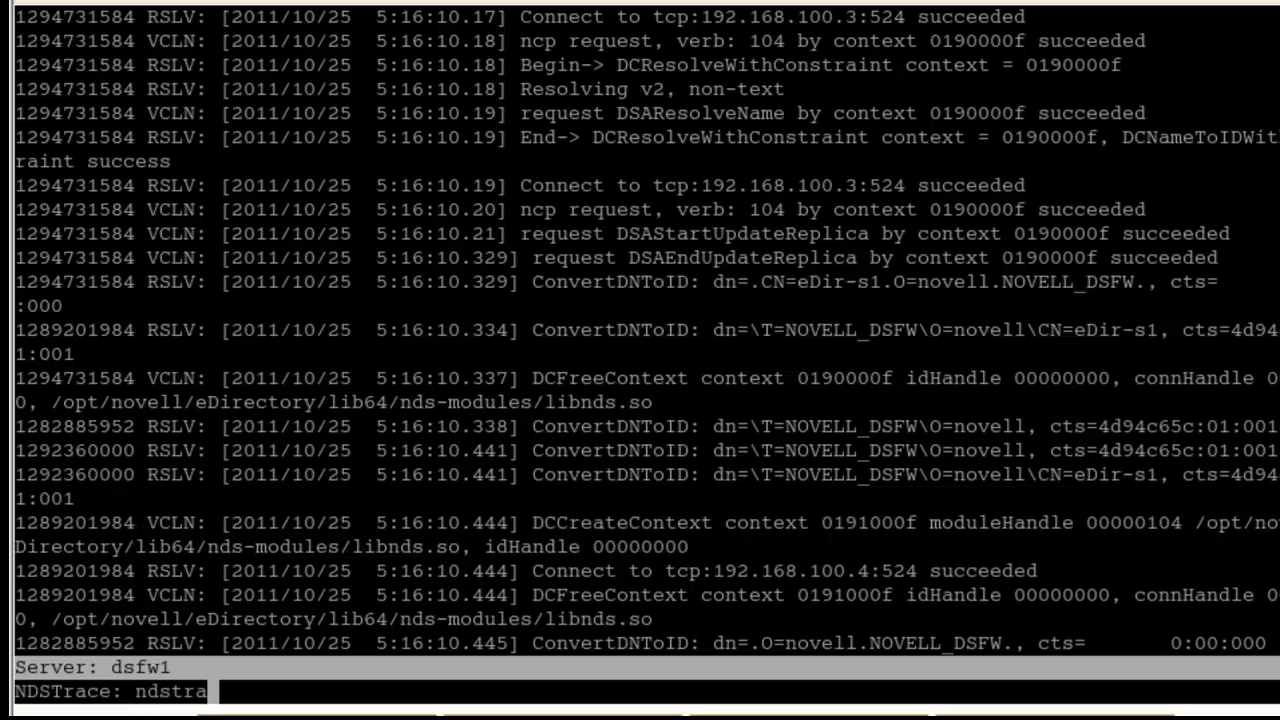 1294731584 RSLV: [2011/10/25  5:16:10.17] Connect to tcp:192.168.100.3:524 succeeded
1294731584 VCLN: [2011/10/25  5:16:10.18] ncp request, verb: 104 by context 0190000f succeeded
1294731584 RSLV: [2011/10/25  5:16:10.18] Begin-> DCResolveWithConstraint context = 0190000f
1294731584 RSLV: [2011/10/25  5:16:10.18] Resolving v2, non-text
1294731584 VCLN: [2011/10/25  5:16:10.19] request DSAResolveName by context 0190000f succeeded
1294731584 RSLV: [2011/10/25  5:16:10.19] End-> DCResolveWithConstraint context = 0190000f, DCNameToIDWit
raint success
1294731584 RSLV: [2011/10/25  5:16:10.19] Connect to tcp:192.168.100.3:524 succeeded
1294731584 VCLN: [2011/10/25  5:16:10.20] ncp request, verb: 104 by context 0190000f succeeded
1294731584 VCLN: [2011/10/25  5:16:10.21] request DSAStartUpdateReplica by context 0190000f succeeded
1294731584 VCLN: [2011/10/25  5:16:10.329] request DSAEndUpdateReplica by context 0190000f succeeded
1294731584 RSLV: [2011/10/25  5:16:10.329] ConvertDNToID: dn=.CN=eDir-s1.O=novell.NOVELL_DSFW., cts=
:000
1289201984 RSLV: [2011/10/25  5:16:10.334] ConvertDNToID: dn=\T=NOVELL_DSFW\O=novell\CN=eDir-s1, cts=4d94
1:001
1294731584 VCLN: [2011/10/25  5:16:10.337] DCFreeContext context 0190000f idHandle 00000000, connHandle 0
0, /opt/novell/eDirectory/lib64/nds-modules/libnds.so
1282885952 RSLV: [2011/10/25  5:16:10.338] ConvertDNToID: dn=\T=NOVELL_DSFW\O=novell, cts=4d94c65c:01:001
1292360000 RSLV: [2011/10/25  5:16:10.441] ConvertDNToID: dn=\T=NOVELL_DSFW\O=novell, cts=4d94c65c:01:001
1292360000 RSLV: [2011/10/25  5:16:10.441] ConvertDNToID: dn=\T=NOVELL_DSFW\O=novell\CN=eDir-s1, cts=4d94
1:001
1289201984 VCLN: [2011/10/25  5:16:10.444] DCCreateContext context 0191000f moduleHandle 00000104 /opt/no
Directory/lib64/nds-modules/libnds.so, idHandle 00000000
1289201984 RSLV: [2011/10/25  5:16:10.444] Connect to tcp:192.168.100.4:524 succeeded
1289201984 VCLN: [2011/10/25  5:16:10.444] DCFreeContext context 0191000f idHandle 00000000, connHandle 0
0, /opt/novell/eDirectory/lib64/nds-modules/libnds.so
1282885952 RSLV: [2011/10/25  5:16:10.445] ConvertDNToID: dn=.O=novell.NOVELL_DSFW., cts=       0:00:000
Server: dsfw1
NDSTrace: ndstra